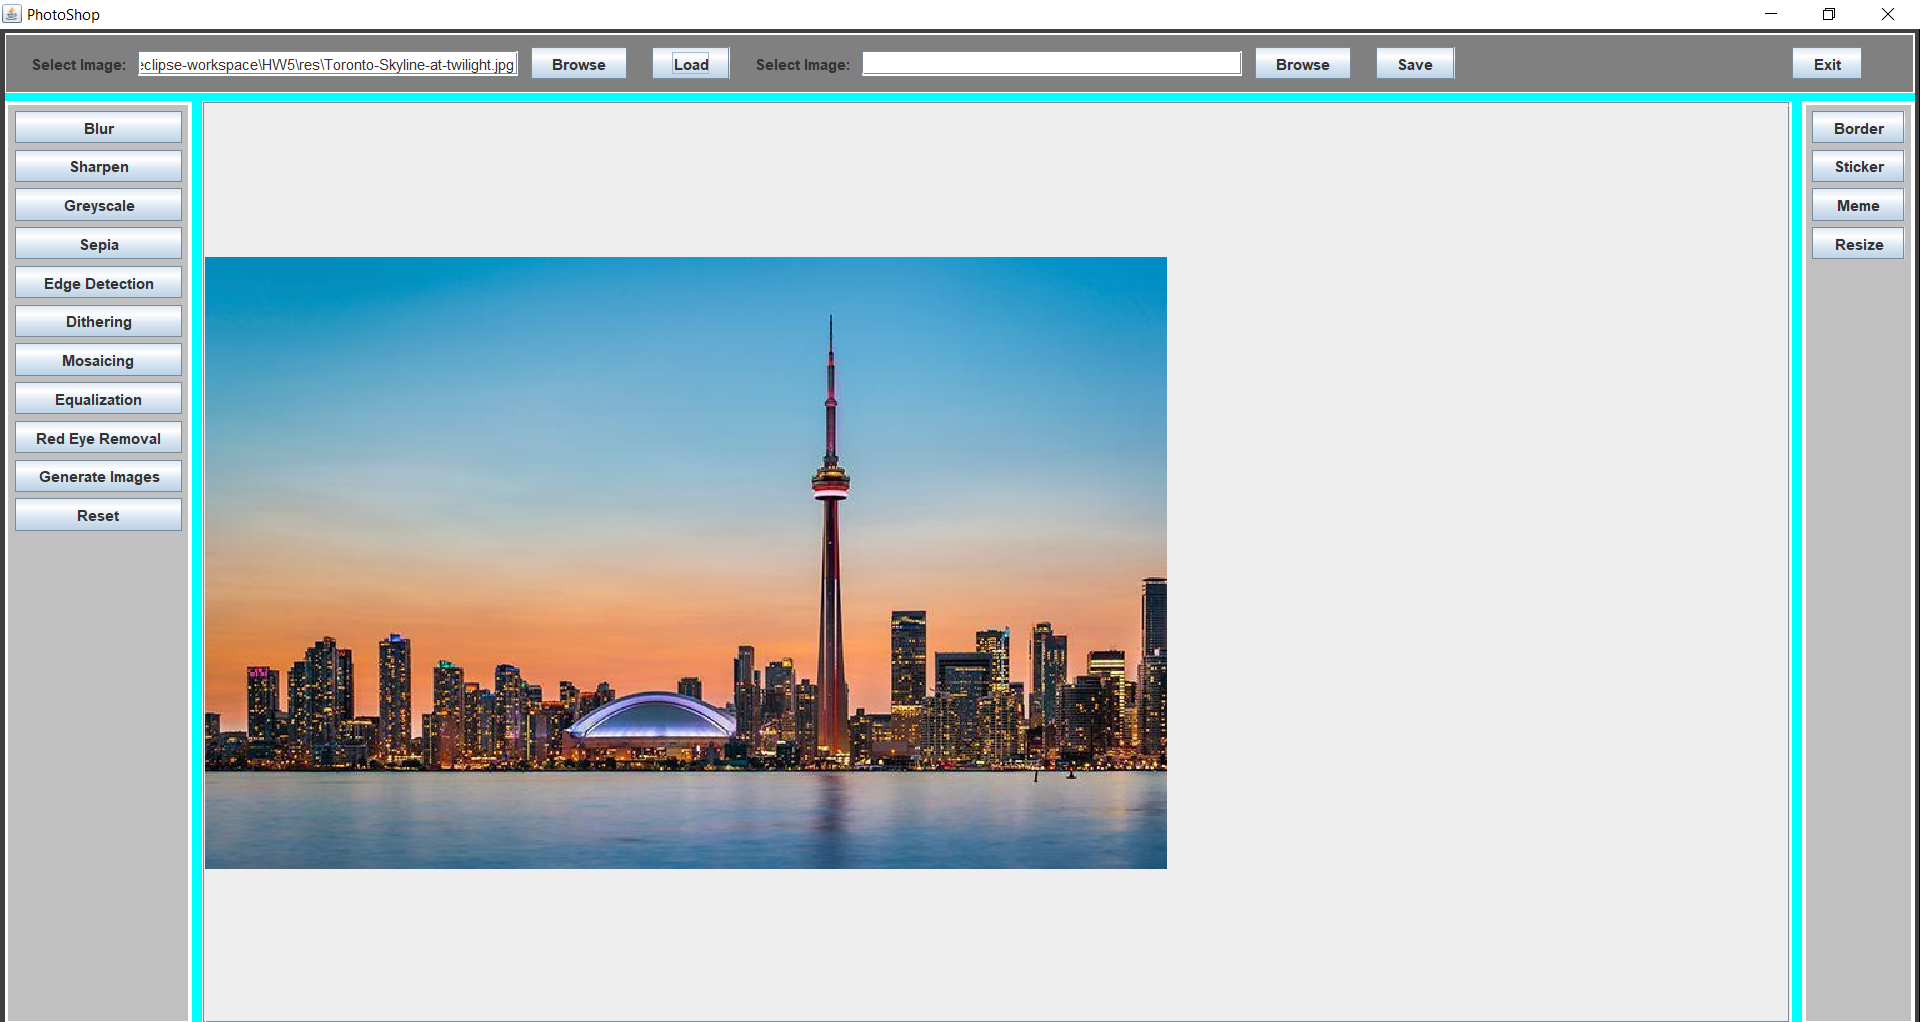 PhotoShop
Select Image: eclipse-workspace\HW5\res\Toronto-Skyline-at-twilight.jpg Browse Load Select Image: Browse Save Exit
Blur
Sharpen
Greyscale
Sepia
Edge Detection
Dithering
Mosaicing
Equalization
Red Eye Removal
Generate Images
Reset
Border
Sticker
Meme
Resize